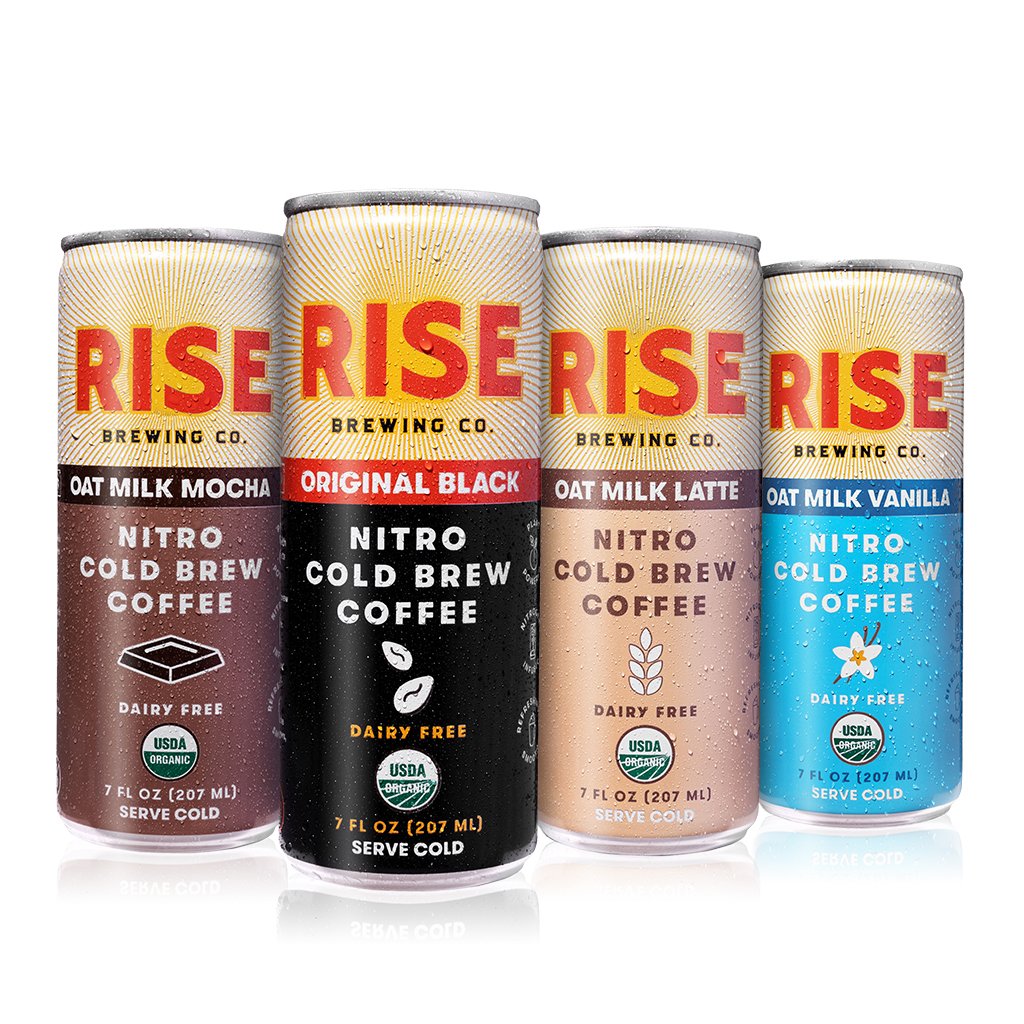 RISE
BREWING CO.
OAT MILK MOCHA
NITRO
COLD BREW
COFFEE
DAIRY FREE
USDA
ORGANIC
7 FL OZ (207 ML)
SERVE COLD
RISE
BREWING CO.
ORIGINAL BLACK
NITRO
COLD BREW
COFFEE
DAIRY FREE
USDA
ORGANIC
7 FL OZ (207 ML)
SERVE COLD
RISE
BREWING CO.
OAT MILK LATTE
NITRO
COLD BREW
COFFEE
DAIRY FREE
USDA
ORGANIC
7 FL OZ (207 ML)
SERVE COLD
RISE
BREWING CO.
OAT MILK VANILLA
NITRO
COLD BREW
COFFEE
DAIRY FREE
USDA
ORGANIC
7 FL OZ (207 ML)
SERVE COLD